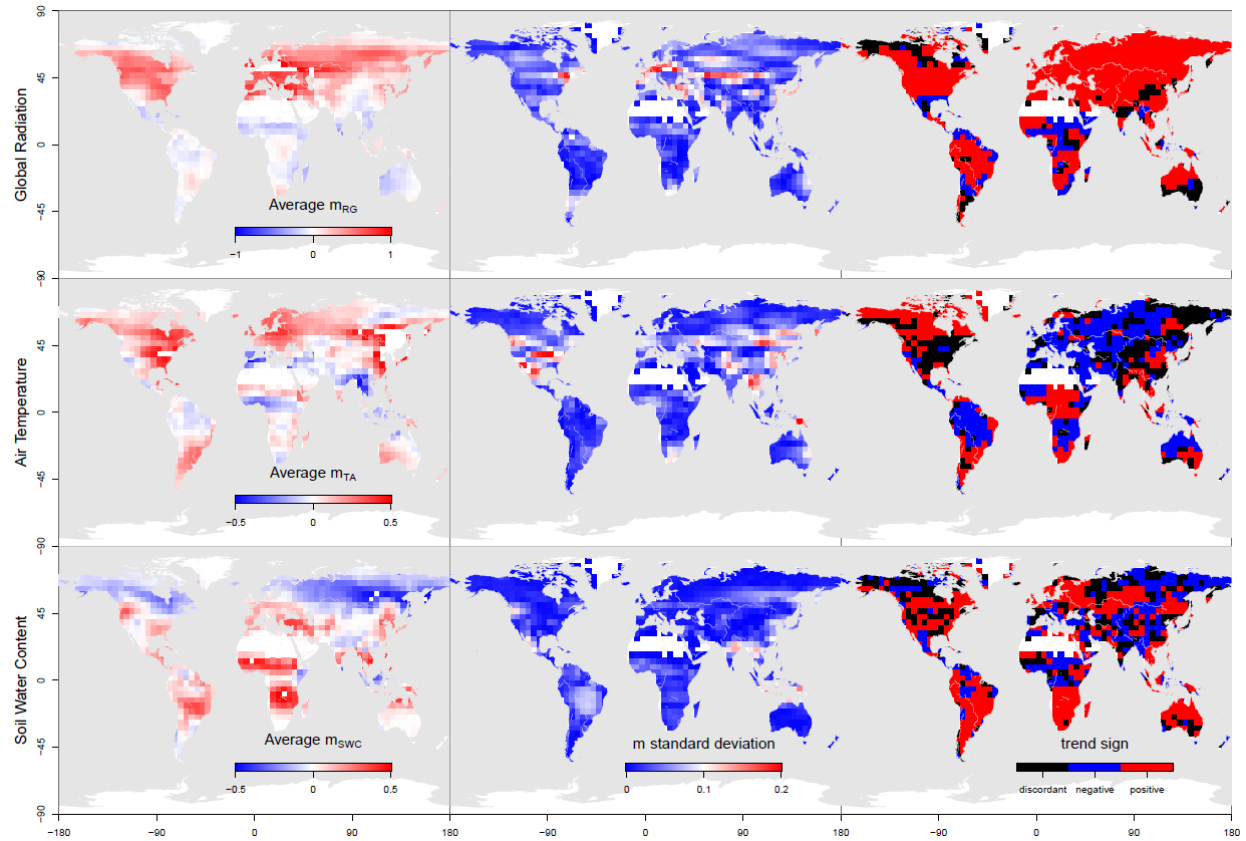 90
45
0
−45
−90
Global Radiation
Average mRG
−1 0 1
45
0
−45
−90
Air Temperature
Average mTA
−0.5 0 0.5
45
0
−45
−90
Soil Water Content
Average mSWC
−0.5 0 0.5
m standard deviation
0 0.1 0.2
trend sign
discordant negative positive
−180 −90 0 90 180 −90 0 90 180 −90 0 90 180